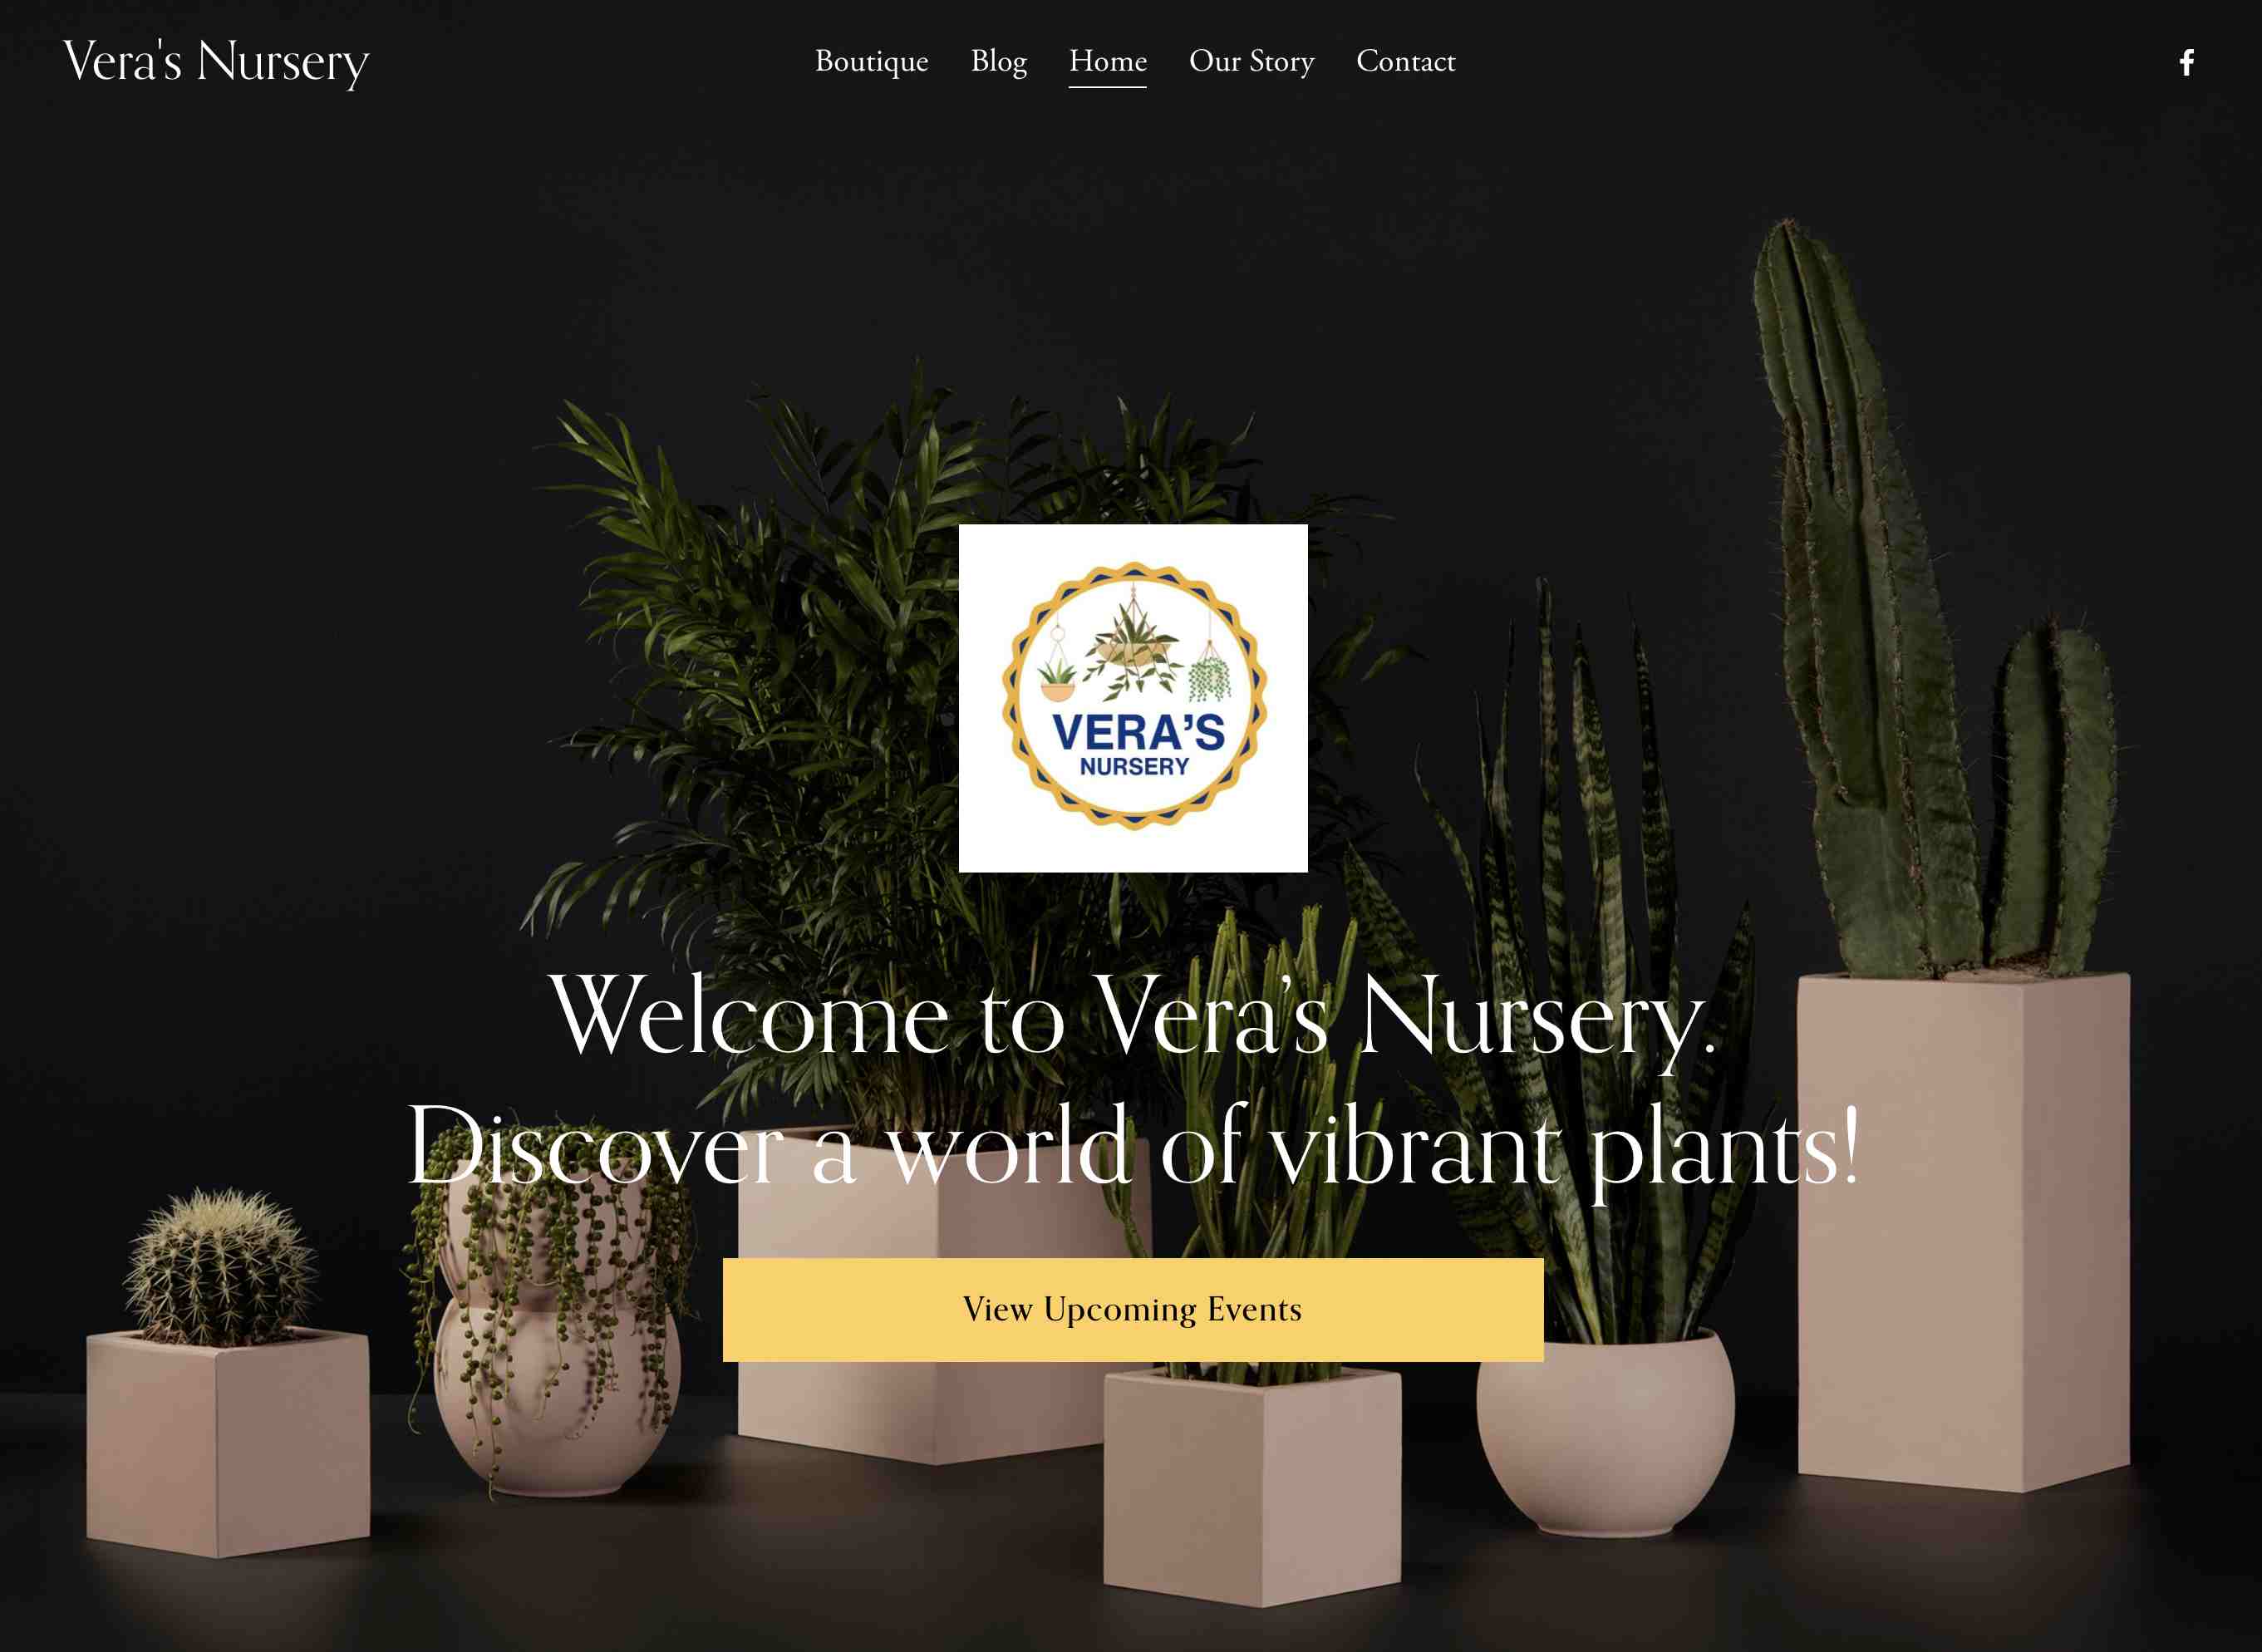 Vera's Nursery
Boutique Blog Home Our Story Contact
VERA'S
NURSERY
Welcome to Vera’s Nursery.
Discover a world of vibrant plants!
View Upcoming Events